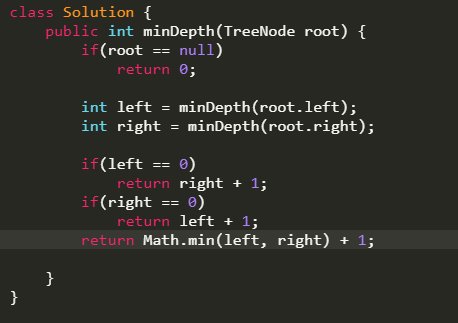 class Solution {
    public int minDepth(TreeNode root) {
        if(root == null)
            return 0;

        int left = minDepth(root.left);
        int right = minDepth(root.right);

        if(left == 0)
            return right + 1;
        if(right == 0)
            return left + 1;
        return Math.min(left, right) + 1;

    }
}